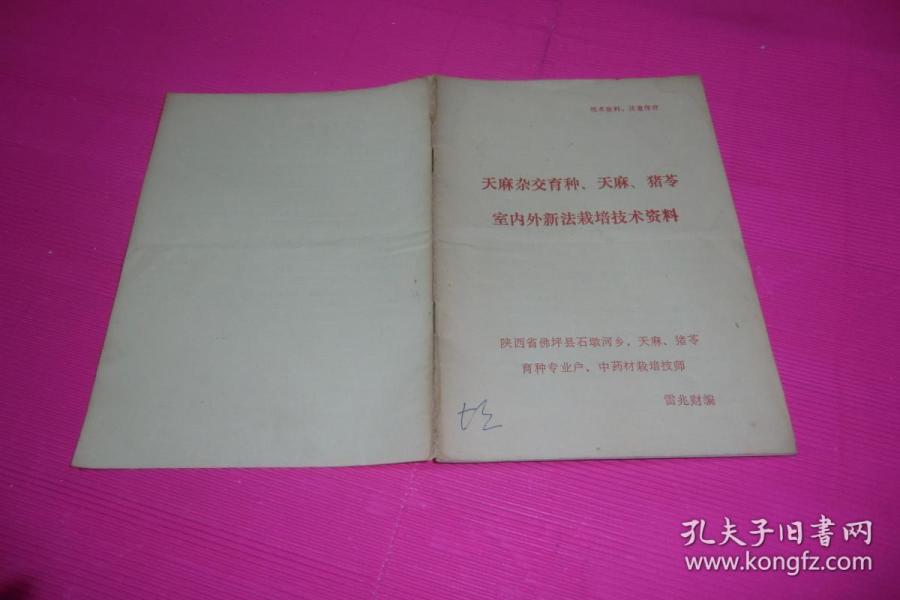 技术资料，注意保存
天麻杂交育种、天麻、猪苓
室内外新法栽培技术资料
陕西省佛坪县石墩河乡，天麻、猪苓
育种专业户，中药材栽培技师
雷兆财编
孔夫子旧书网
www.kongfz.com